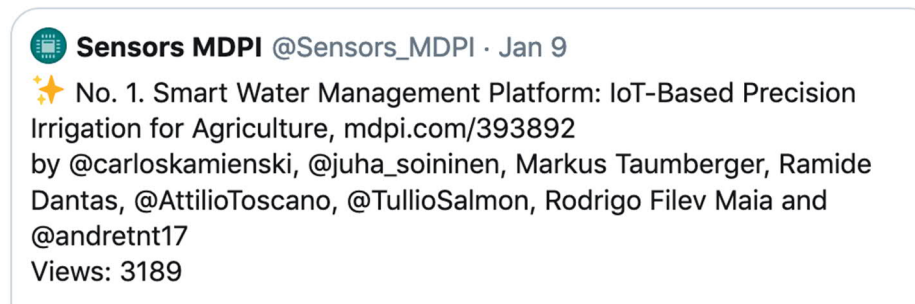 Sensors MDPI @Sensors_MDPI · Jan 9
✨ No. 1. Smart Water Management Platform: IoT-Based Precision
Irrigation for Agriculture, mdpi.com/393892
by @carloskamienski, @juha_soininen, Markus Taumberger, Ramide
Dantas, @AttilioToscano, @TullioSalmon, Rodrigo Filev Maia and
@andretnt17
Views: 3189